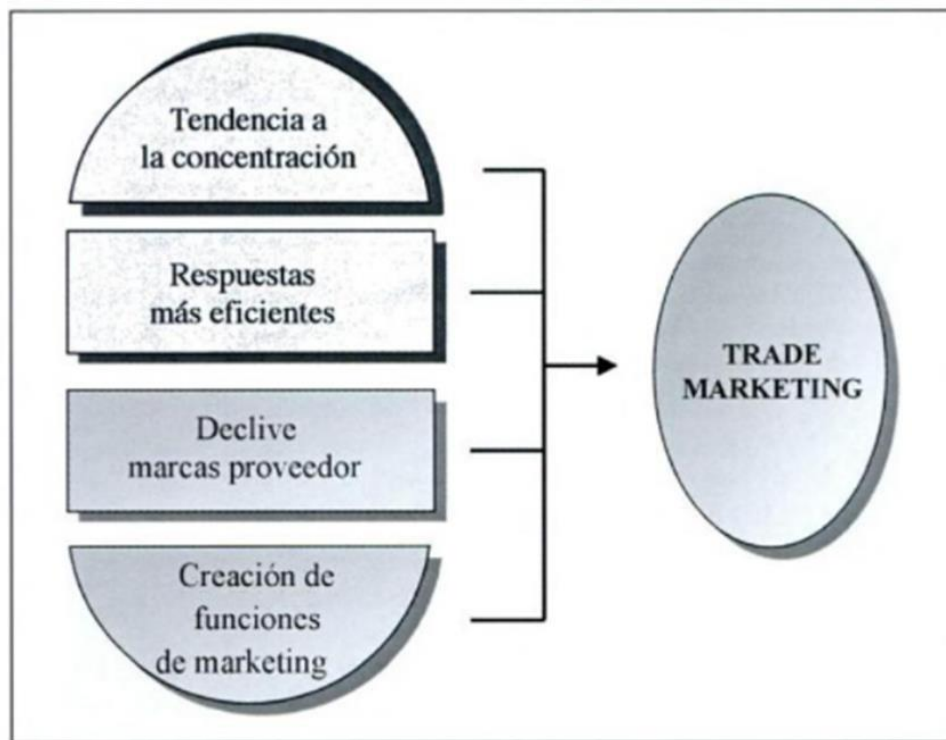 Tendencia a
la concentración
Respuestas
más eficientes
Declive
marcas proveedor
Creación de
funciones
de marketing
TRADE
MARKETING